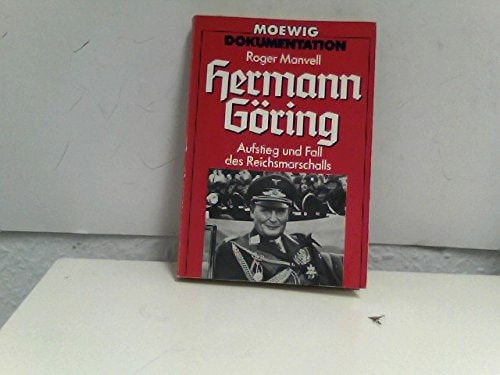 MOEWIG
DOKUMENTATION
Roger Manvell
Hermann
Göring
Aufstieg und Fall
des Reichsmarschalls